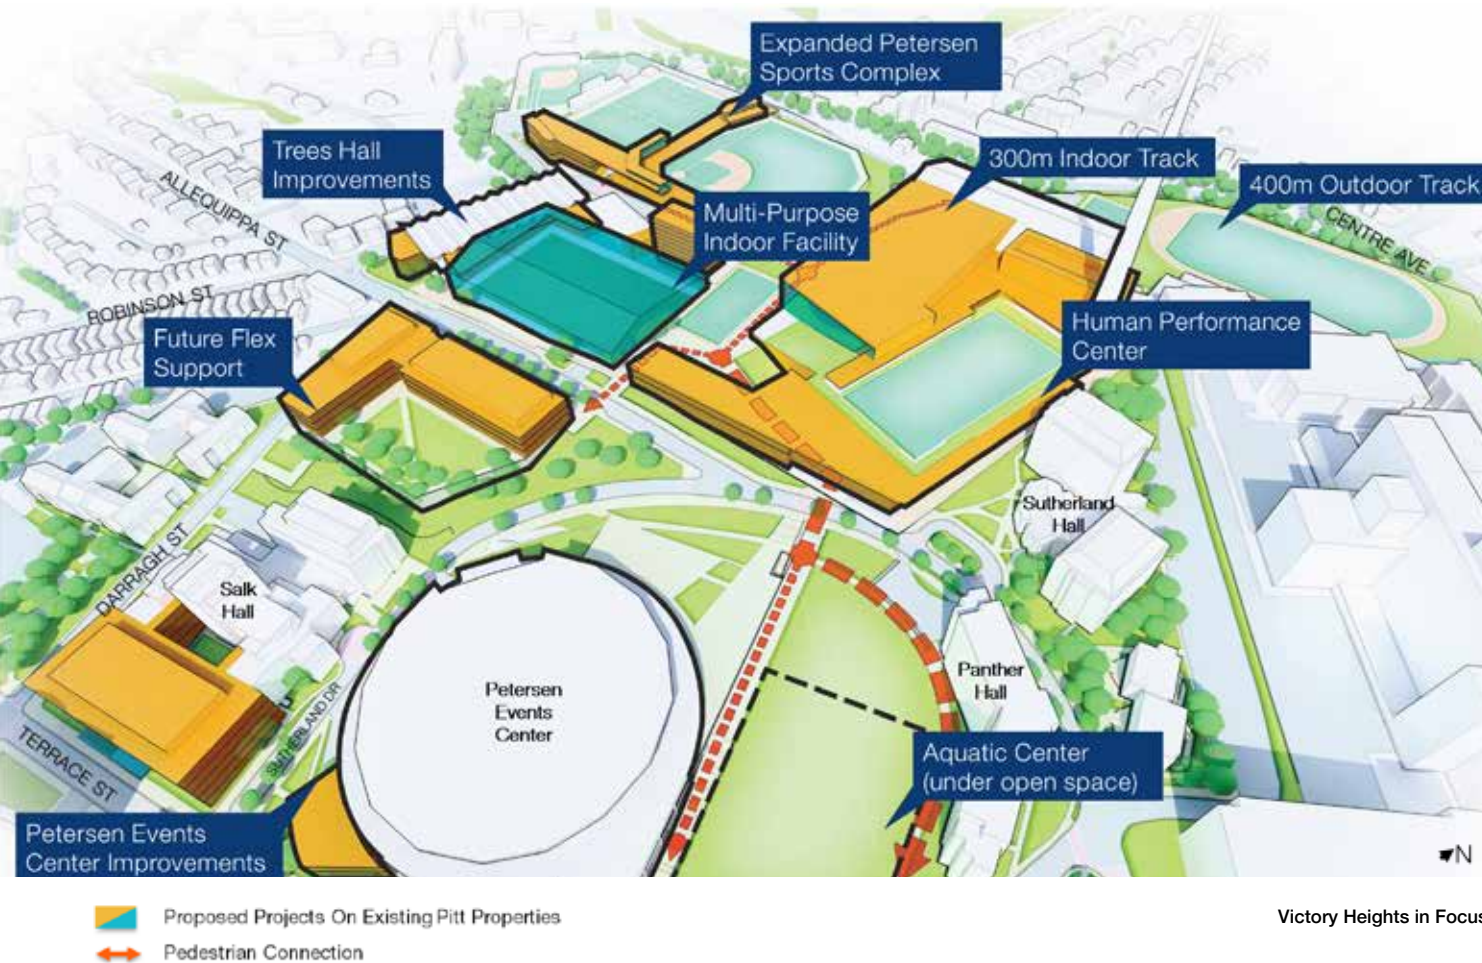 Expanded Petersen
Sports Complex
Trees Hall
Improvements
300m Indoor Track
400m Outdoor Track
ALLEQUIPPA ST
Multi-Purpose
Indoor Facility
CENTRE AVE
ROBINSON ST
Future Flex
Support
Human Performance
Center
Sutherland
Hall
DARRAGH ST
Salk
Hall
Panther
Hall
Petersen
Events
Center
SUTHERLAND DR
TERRACE ST
Aquatic Center
(under open space)
Petersen Events
Center Improvements
N
Proposed Projects On Existing Pitt Properties
Victory Heights in Focus
Pedestrian Connection